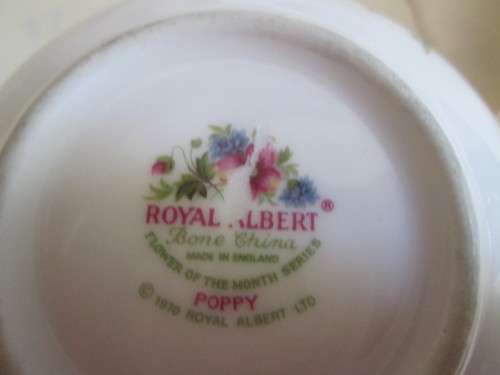 ROYAL ALBERT®
Bone China
MADE IN ENGLAND
FLOWER OF THE MONTH SERIES
POPPY
© 1970 ROYAL ALBERT LTD